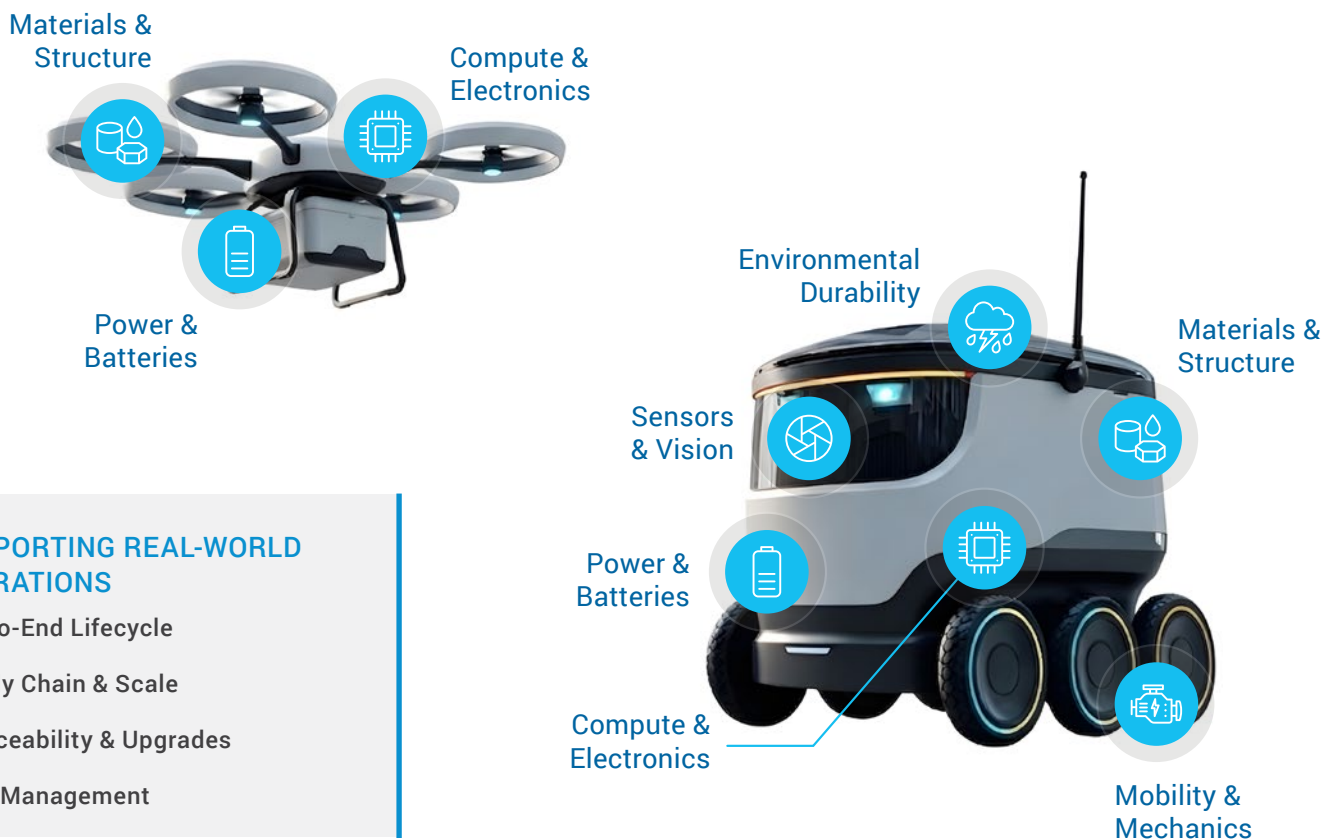 Materials &
Structure
Compute &
Electronics
Power &
Batteries
Environmental
Durability
Materials &
Structure
Sensors
& Vision
Power &
Batteries
Compute &
Electronics
Mobility &
Mechanics
PORTING REAL-WORLD
RATIONS
o-End Lifecycle
y Chain & Scale
ceability & Upgrades
Management